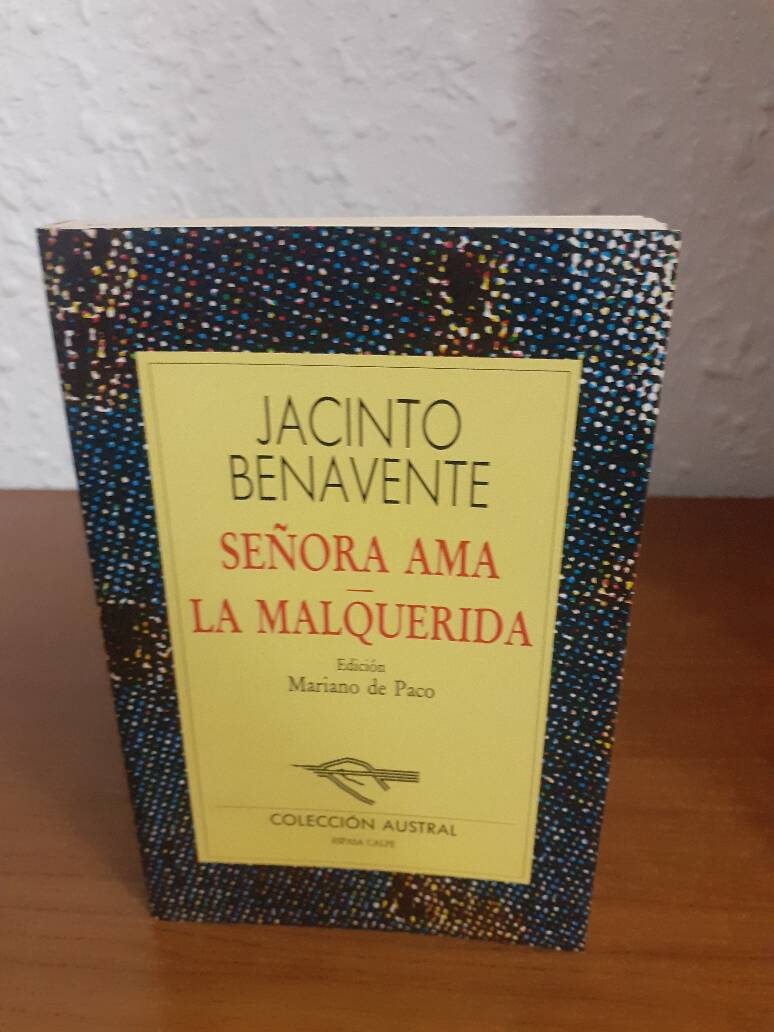 JACINTO
BENAVENTE
SEÑORA AMA
LA MALQUERIDA
Edición
Mariano de Paco
COLECCIÓN AUSTRAL
ESPASA CALPE